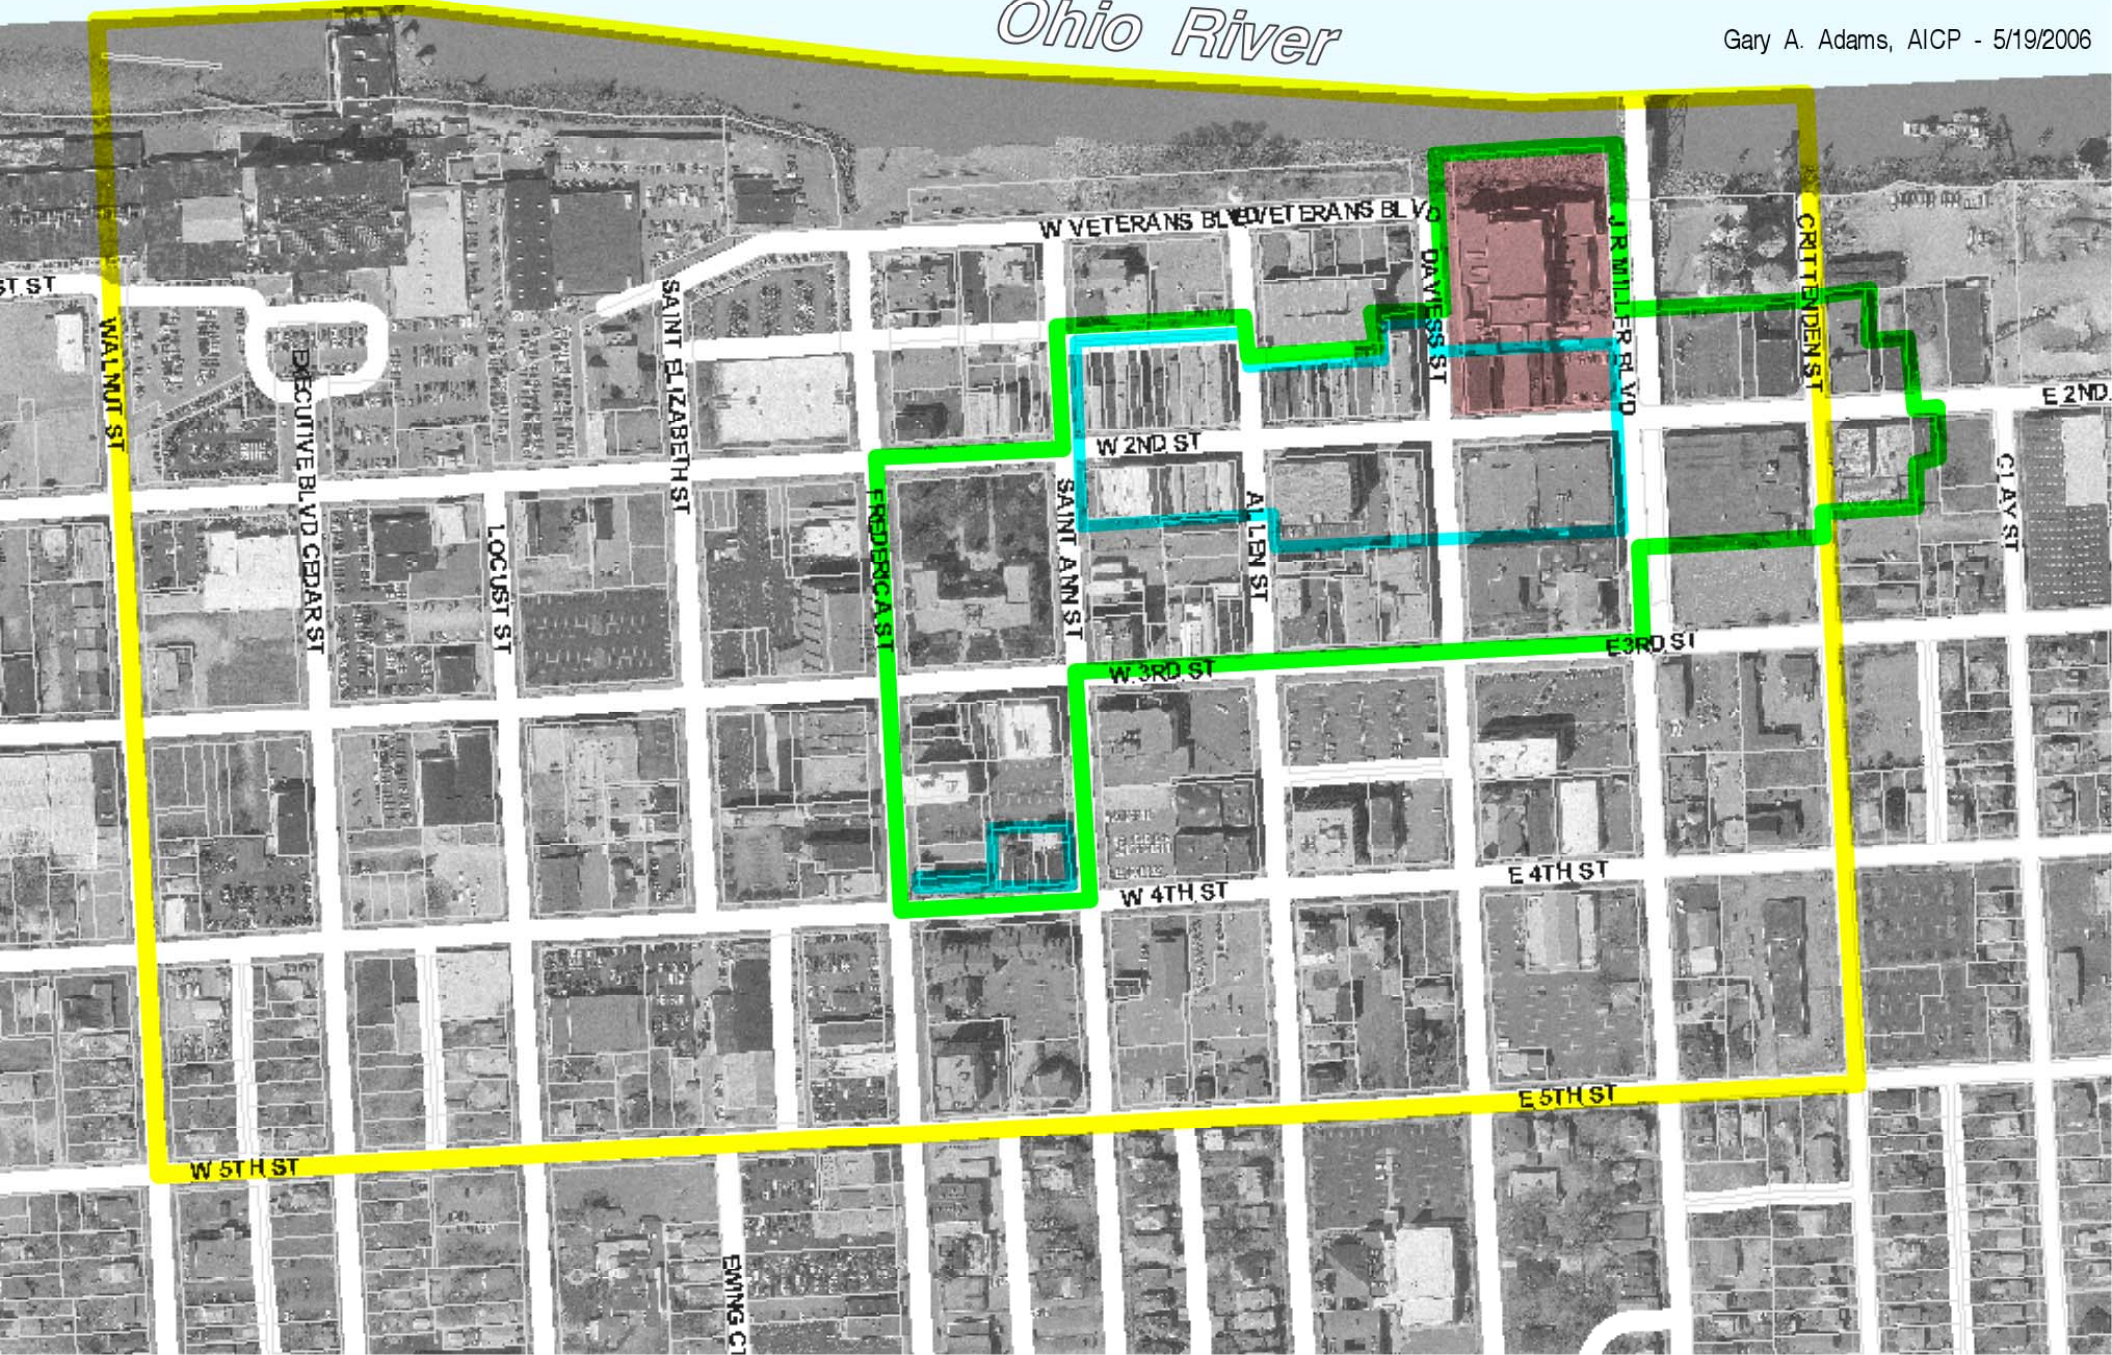 Ohio River
Gary A. Adams, AICP - 5/19/2006
W VETERANS BLVD
VETERANS BLVD
ST ST
WALNUT ST
EXECUTIVE BLVD
CEDAR ST
LOCUST ST
SAINT ELIZABETH ST
FREDERICA ST
SAINT ANN ST
ALLEN ST
DAVIESS ST
J R MILLER BLVD
CRITTENDEN ST
CLAY ST
W 2ND ST
E 2ND
W 3RD ST
E 3RD ST
W 4TH ST
E 4TH ST
W 5TH ST
E 5TH ST
EWING CT